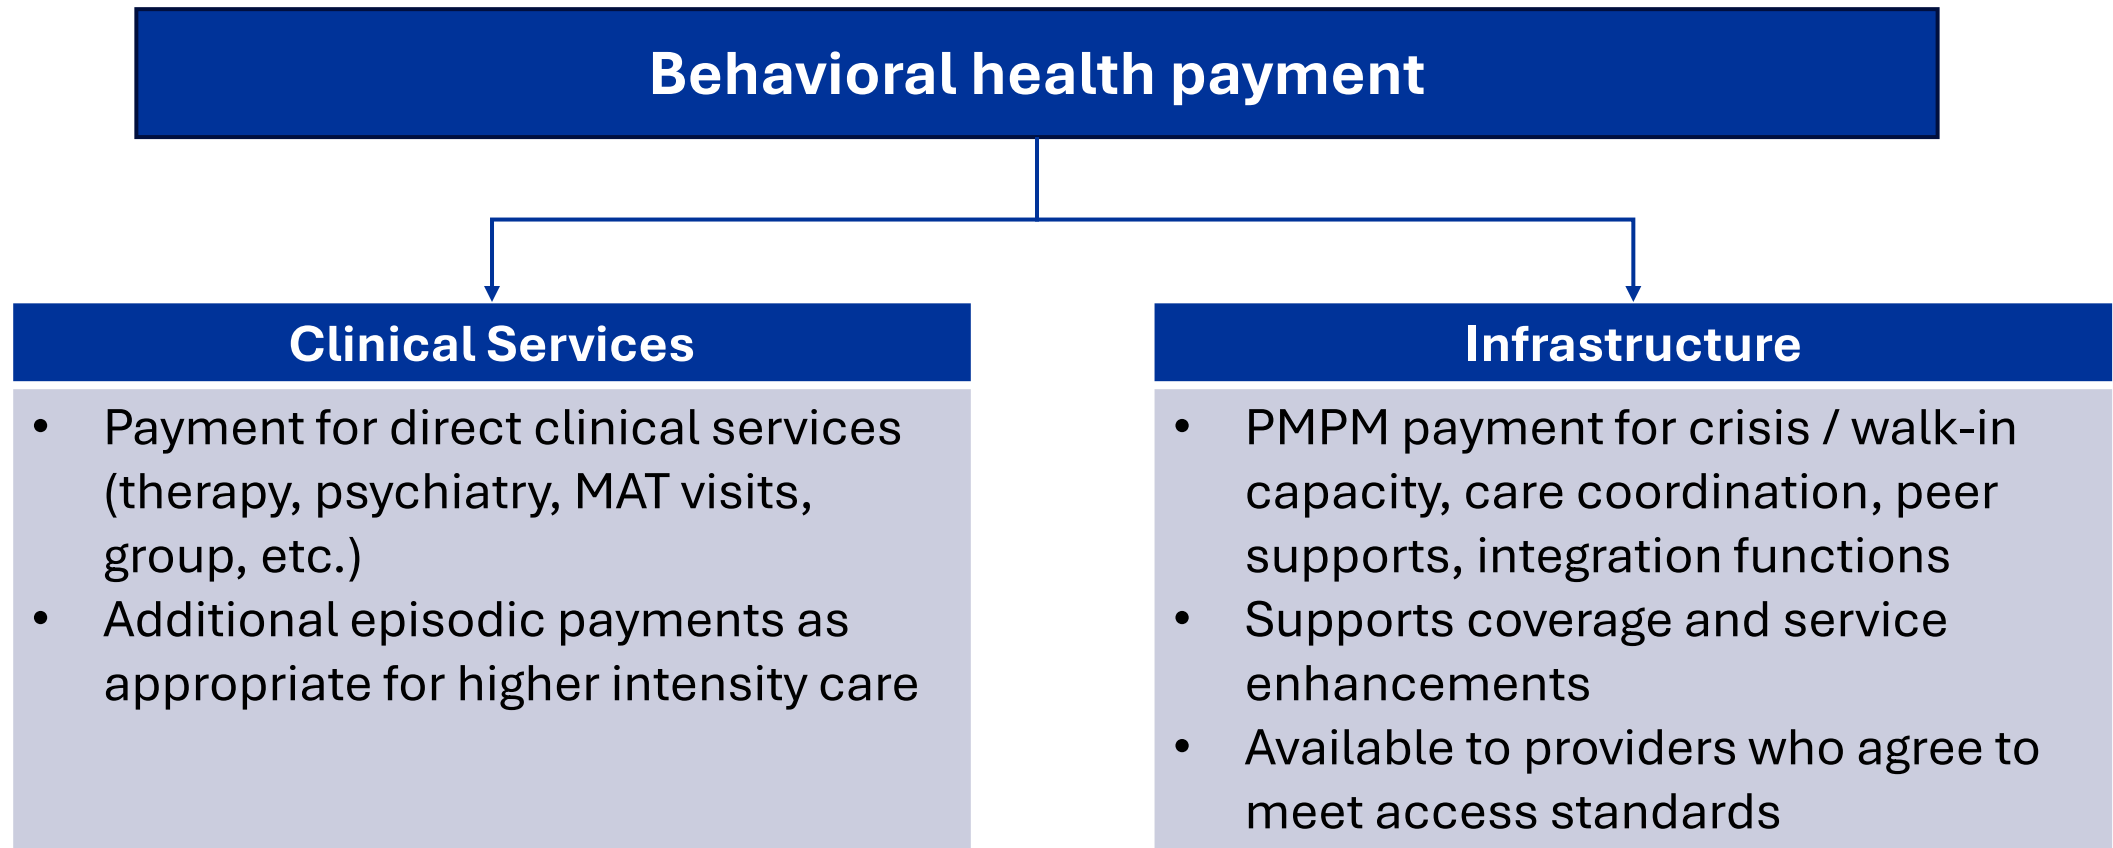 Behavioral health payment
Clinical Services
• Payment for direct clinical services
(therapy, psychiatry, MAT visits,
group, etc.)
• Additional episodic payments as
appropriate for higher intensity care
Infrastructure
• PMPM payment for crisis / walk-in
capacity, care coordination, peer
supports, integration functions
• Supports coverage and service
enhancements
• Available to providers who agree to
meet access standards